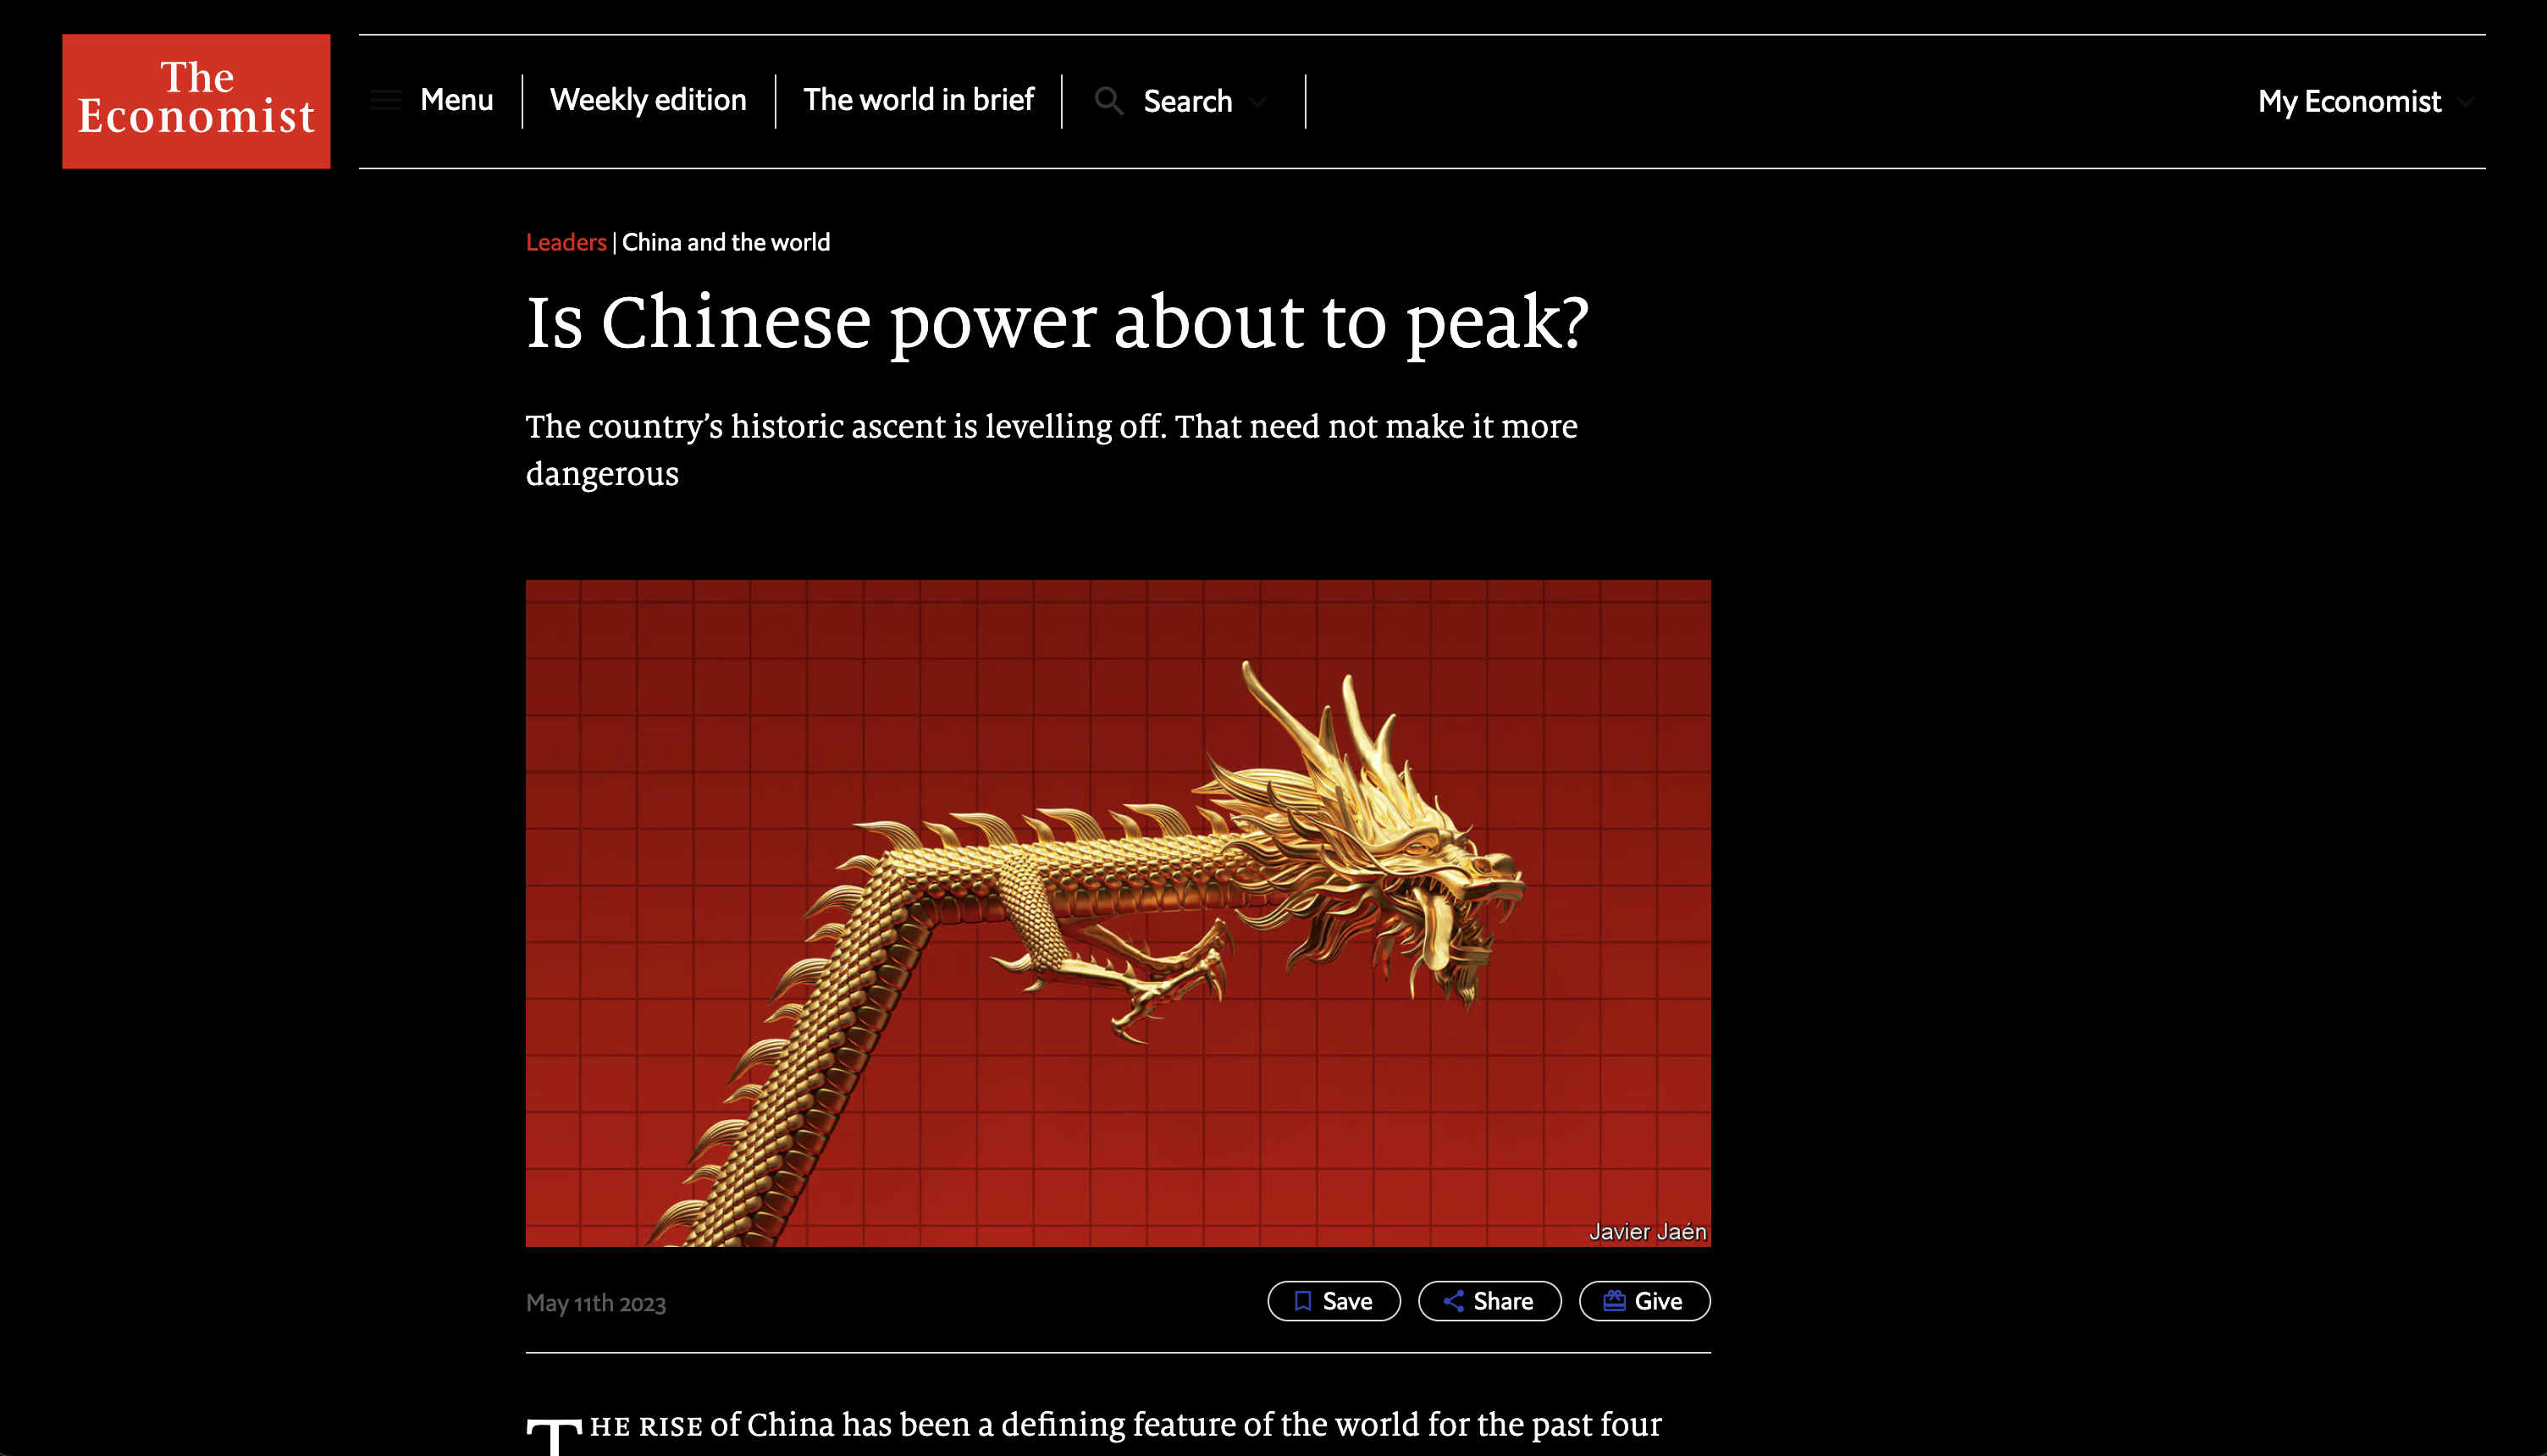 The
Economist
Menu
Weekly edition
The world in brief
Search
My Economist
Leaders | China and the world
Is Chinese power about to peak?
The country’s historic ascent is levelling off. That need not make it more
dangerous
Javier Jaén
May 11th 2023
Save
Share
Give
THE RISE of China has been a defining feature of the world for the past four